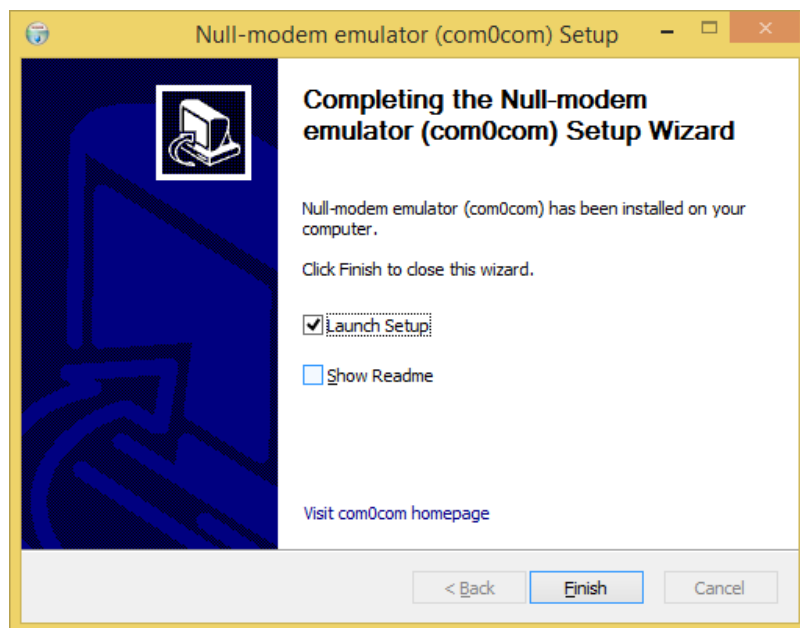 Null-modem emulator (com0com) Setup
Completing the Null-modem
emulator (com0com) Setup Wizard
Null-modem emulator (com0com) has been installed on your
computer.
Click Finish to close this wizard.
Launch Setup
Show Readme
Visit com0com homepage
< Back Finish Cancel